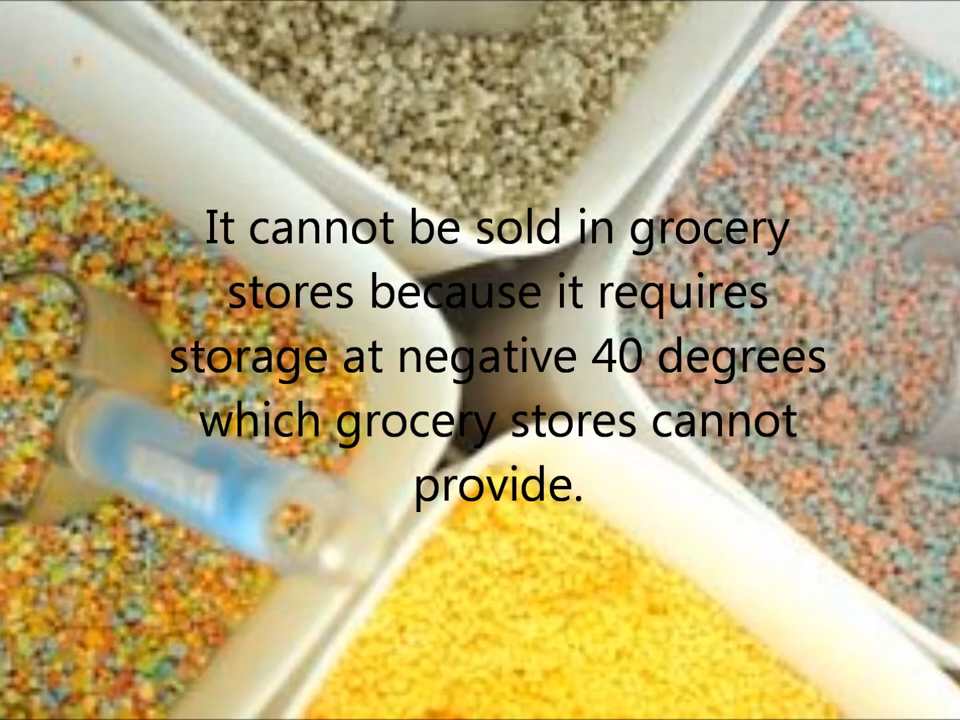 It cannot be sold in grocery
stores because it requires
storage at negative 40 degrees
which grocery stores cannot
provide.